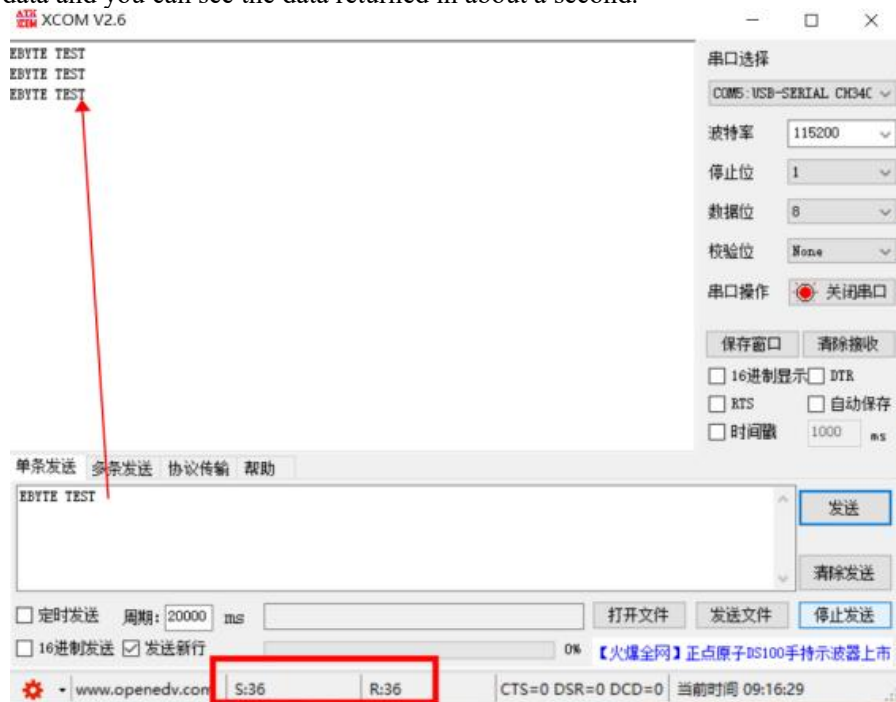 data and you can see the data returned in about a second.
XCOM V2.6
EBYTE TEST
EBYTE TEST
EBYTE TEST
串口选择
COM5:USB-SERIAL CH34C
波特率 115200
停止位 1
数据位 8
校验位 None
串口操作 关闭串口
保存窗口 清除接收
16进制显示 DTR
RTS 自动保存
时间戳 1000 ms
单条发送 多条发送 协议传输 帮助
EBYTE TEST
发送
清除发送
定时发送 周期: 20000 ms 打开文件 发送文件 停止发送
16进制发送 发送新行 0% 【火爆全网】正点原子DS100手持示波器上市
www.openedv.com S:36 R:36 CTS=0 DSR=0 DCD=0 当前时间 09:16:29